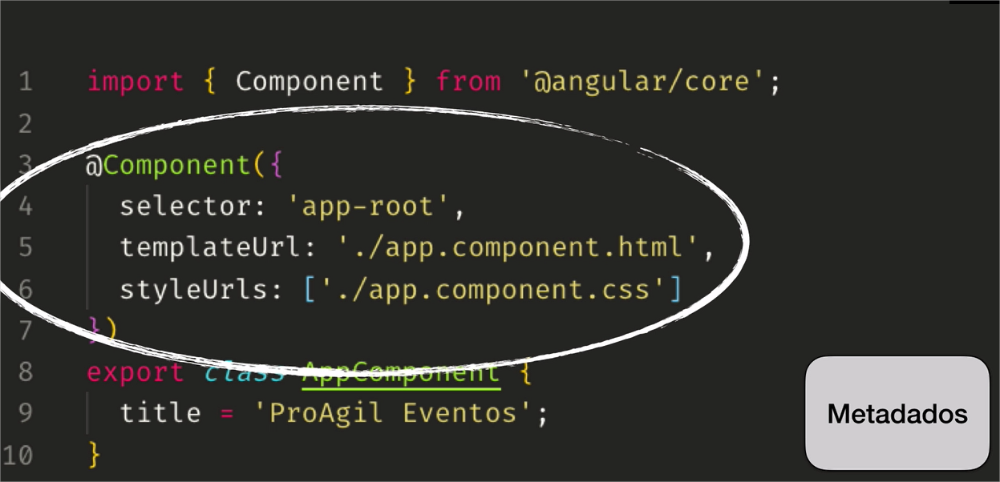 1 import { Component } from '@angular/core';
2
3 @Component({
4 selector: 'app-root',
5 templateUrl: './app.component.html',
6 styleUrls: ['./app.component.css']
7 })
8 export class AppComponent {
9 title = 'ProAgil Eventos';
10 }
Metadados